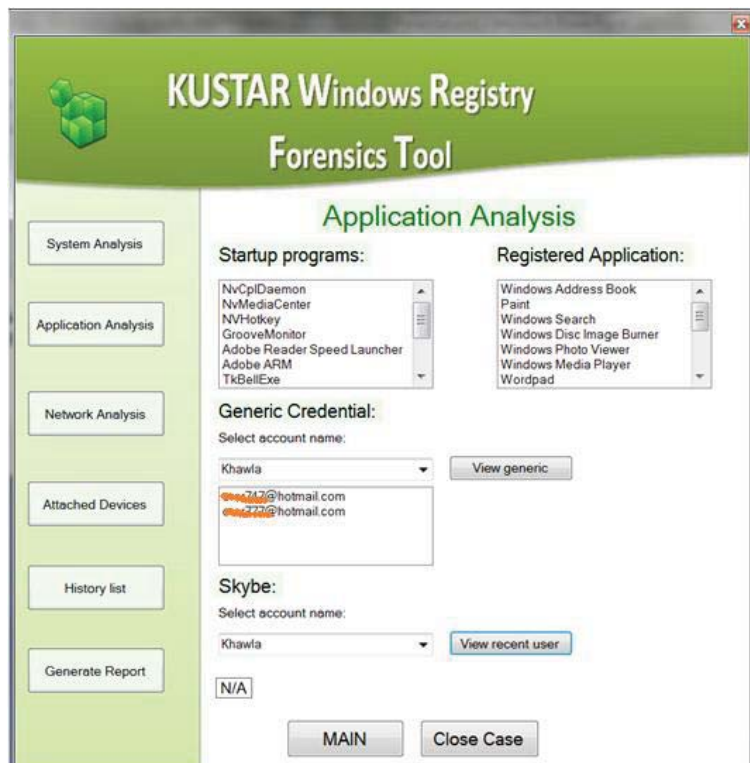 KUSTAR Windows Registry
Forensics Tool
System Analysis
Application Analysis
Network Analysis
Attached Devices
History list
Generate Report
Application Analysis
Startup programs:
NvCplDaemon
NvMediaCenter
NVHotkey
GrooveMonitor
Adobe Reader Speed Launcher
Adobe ARM
TkBellExe
Registered Application:
Windows Address Book
Paint
Windows Search
Windows Disc Image Burner
Windows Photo Viewer
Windows Media Player
Wordpad
Generic Credential:
Select account name:
Khawla
View generic
@hotmail.com
@hotmail.com
Skybe:
Select account name:
Khawla
View recent user
N/A
MAIN
Close Case